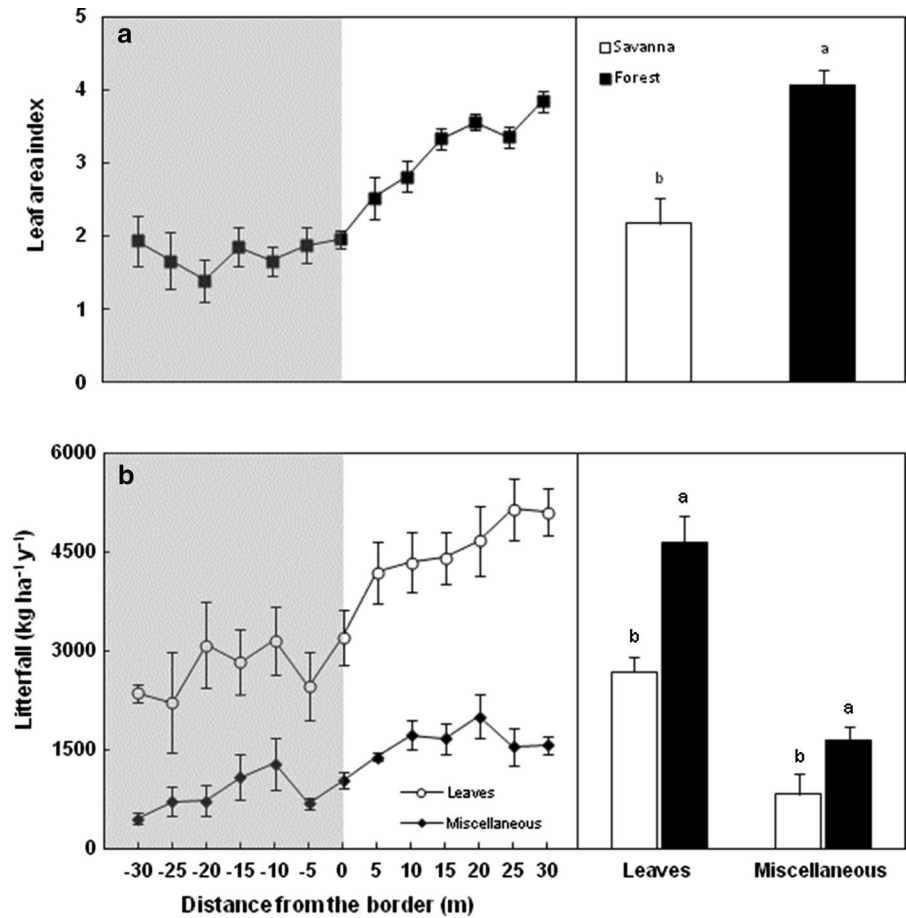 a
5
4
3
2
1
0
Leaf area index
Savanna
Forest
b
a
b
6000
4500
3000
1500
0
Litterfall (kg ha⁻¹ y⁻¹)
Leaves
Miscellaneous
-30 -25 -20 -15 -10 -5 0 5 10 15 20 25 30
Distance from the border (m)
b
a
b
a
Leaves Miscellaneous